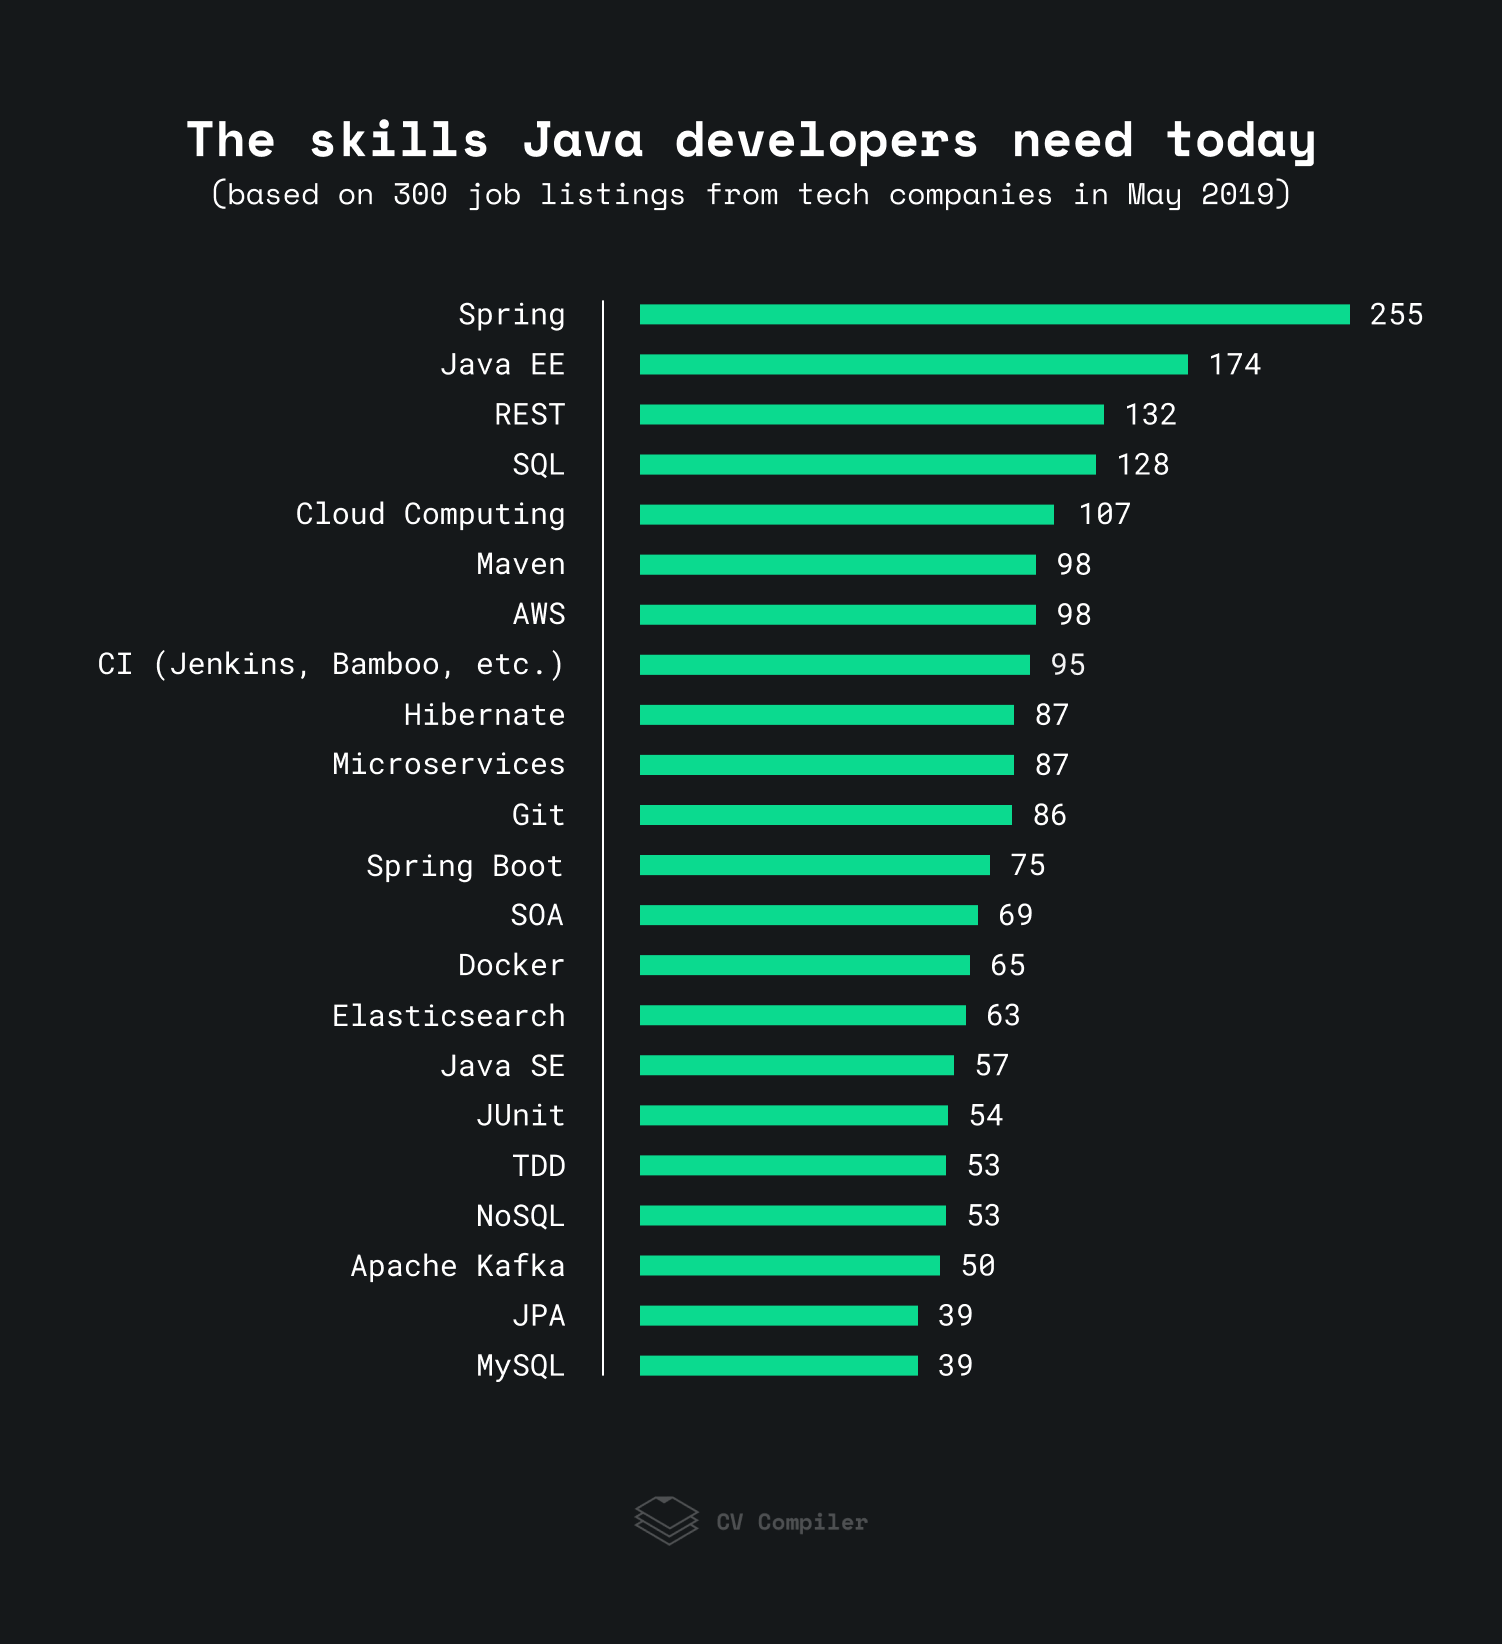 The skills Java developers need today
(based on 300 job listings from tech companies in May 2019)
Spring 255
Java EE 174
REST 132
SQL 128
Cloud Computing 107
Maven 98
AWS 98
CI (Jenkins, Bamboo, etc.) 95
Hibernate 87
Microservices 87
Git 86
Spring Boot 75
SOA 69
Docker 65
Elasticsearch 63
Java SE 57
JUnit 54
TDD 53
NoSQL 53
Apache Kafka 50
JPA 39
MySQL 39
CV Compiler